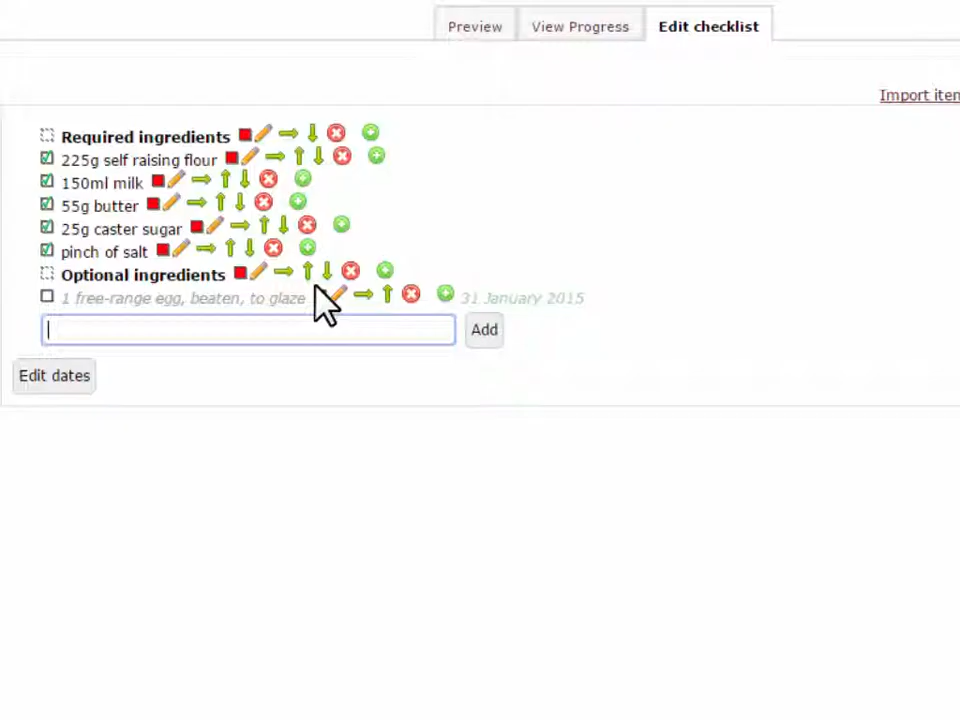 Preview View Progress Edit checklist
Import iten
Required ingredients
225g self raising flour
150ml milk
55g butter
25g caster sugar
pinch of salt
Optional ingredients
1 free-range egg, beaten, to glaze 31 January 2015
Add
Edit dates